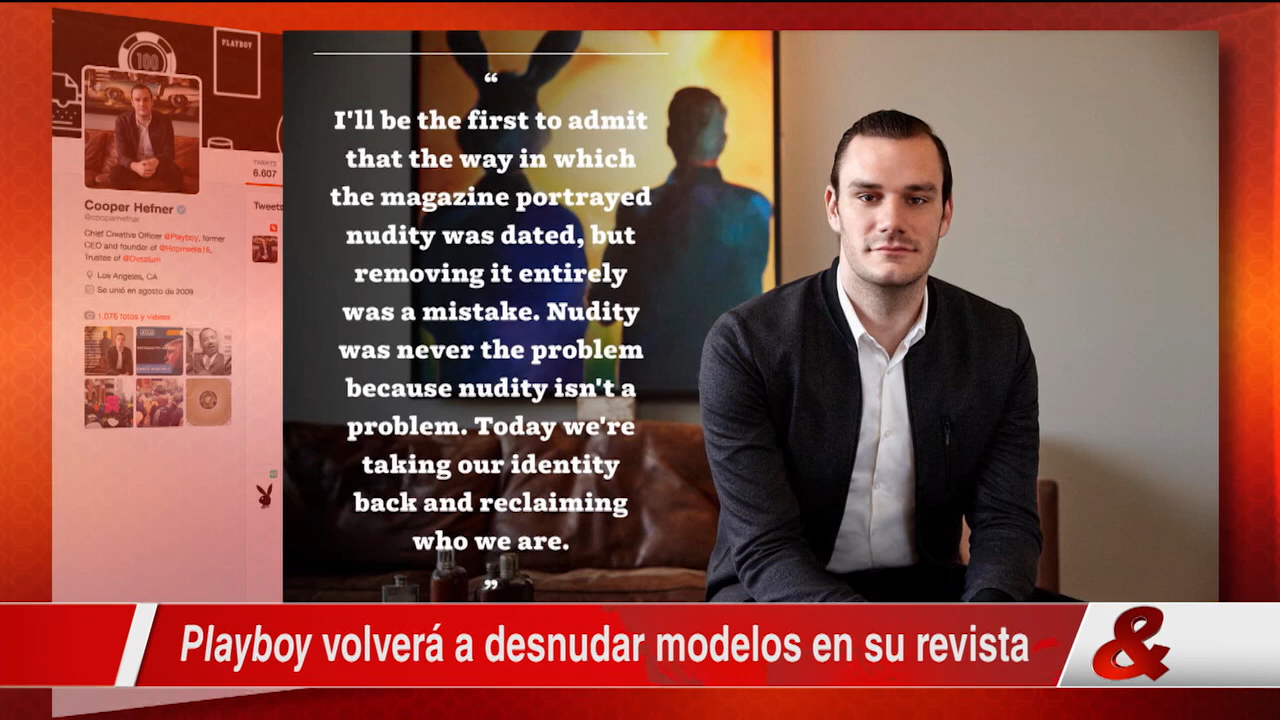 PLAYBOY
100
TWEETS
6.607
Cooper Hefner
@cooperhefner
Tweets
Chief Creative Officer @Playboy, former
CEO and founder of @Hopmedia16,
Trustee of
Los Angeles, CA
Se unió en agosto de 2009
1.076 fotos y videos
“
I'll be the first to admit
that the way in which
the magazine portrayed
nudity was dated, but
removing it entirely
was a mistake. Nudity
was never the problem
because nudity isn't a
problem. Today we're
taking our identity
back and reclaiming
who we are.
”
Playboy volverá a desnudar modelos en su revista
&